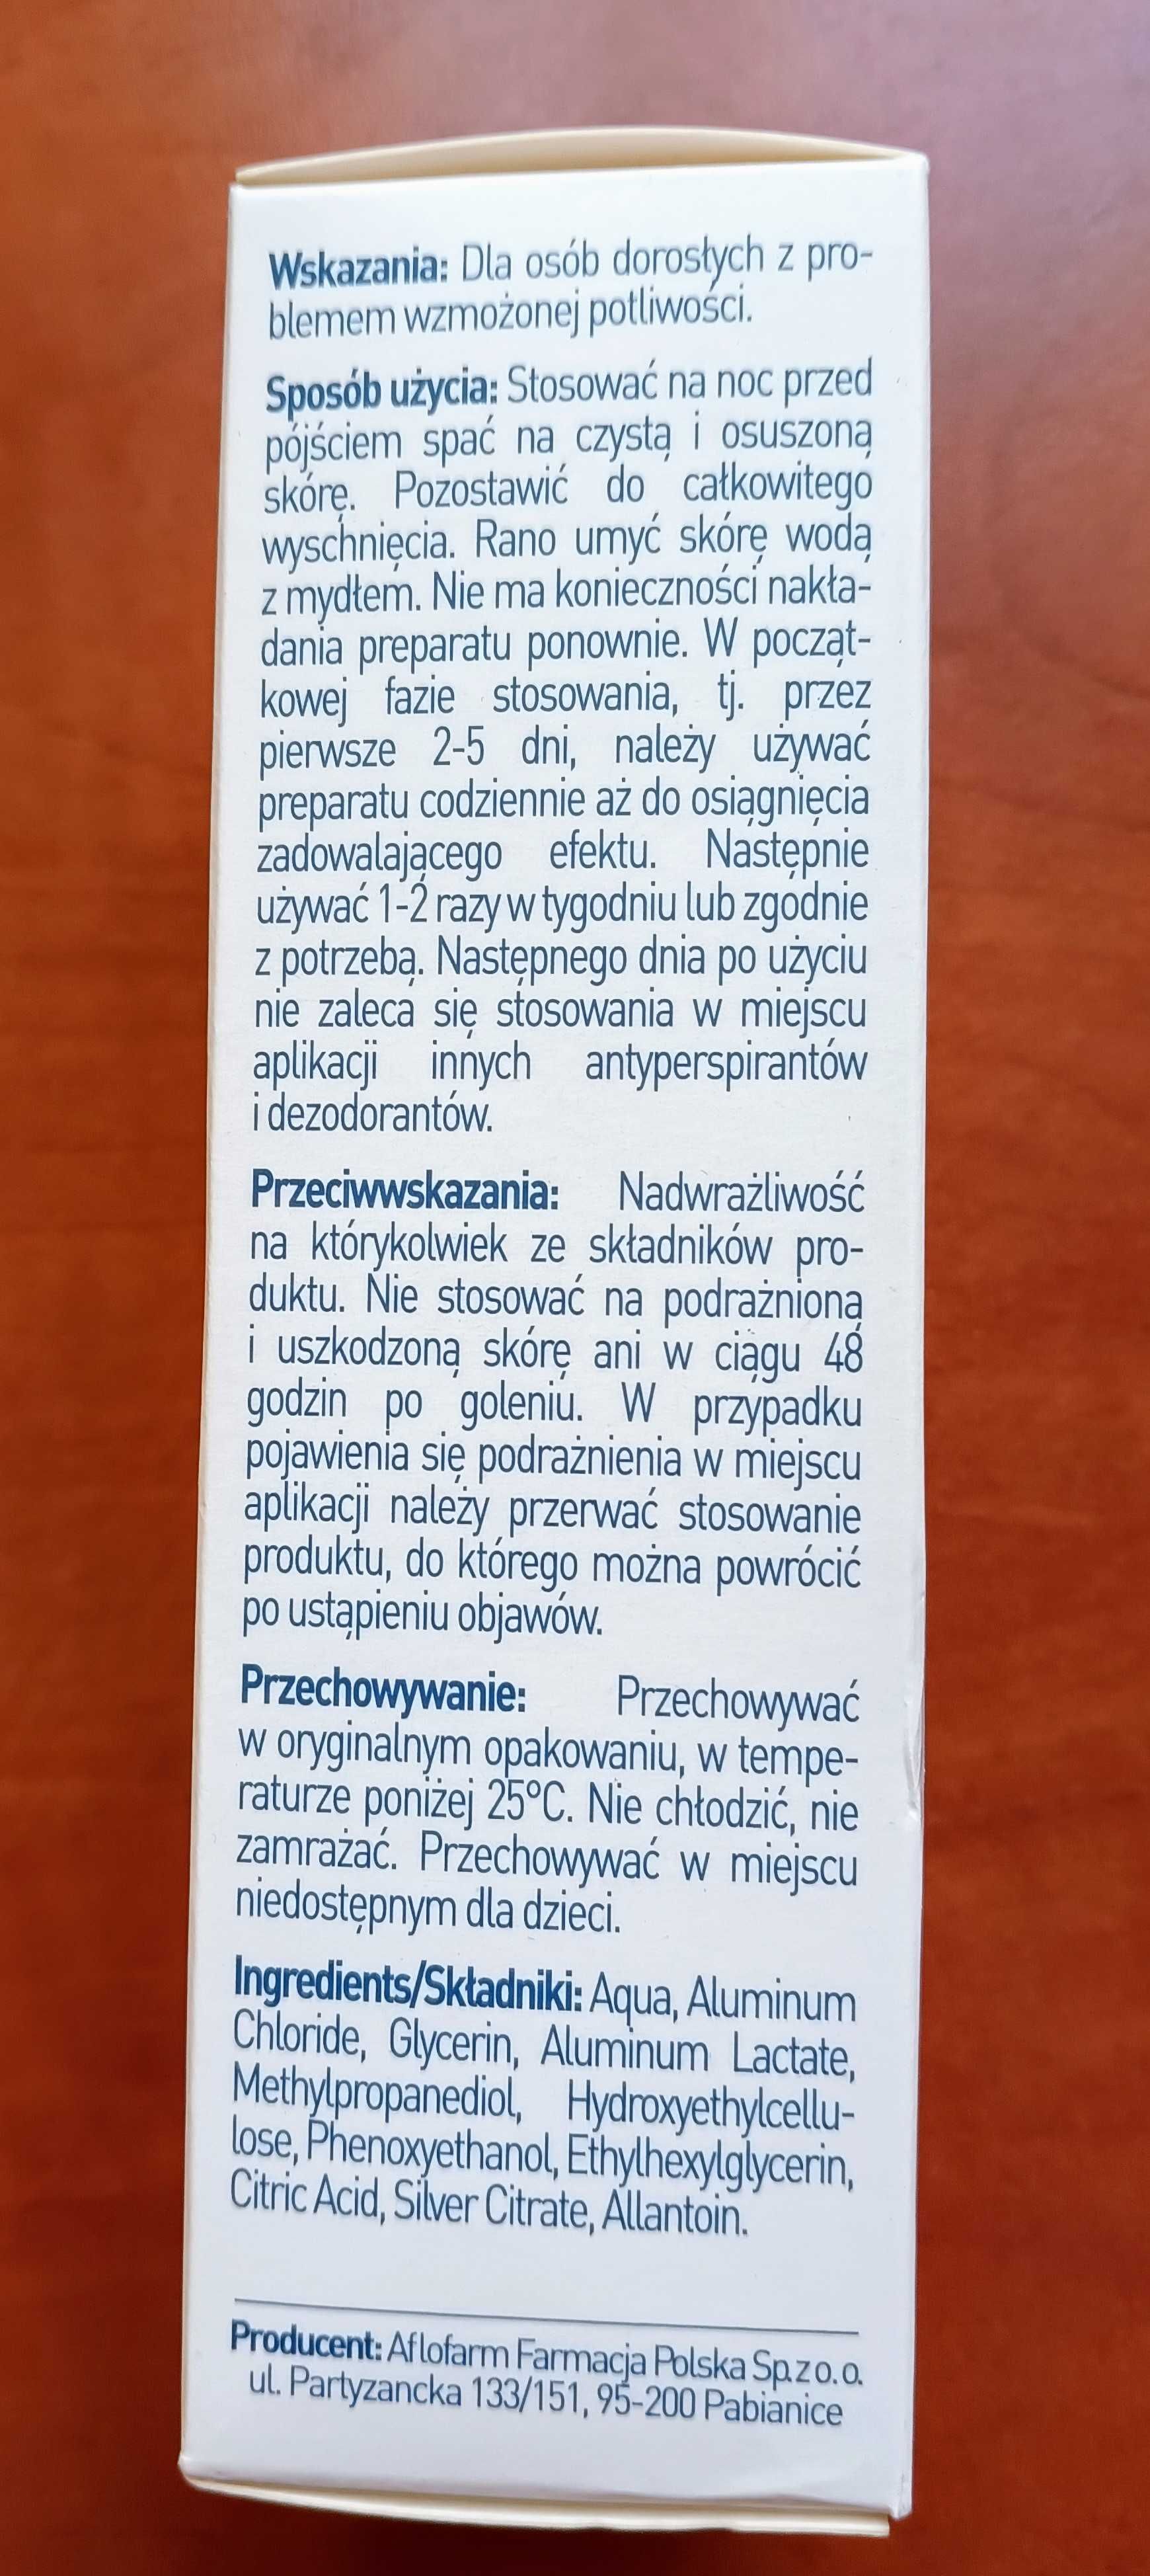 Wskazania: Dla osób dorosłych z pro-
blemem wzmożonej potliwości.
Sposób użycia: Stosować na noc przed
pójściem spać na czystą i osuszoną
skórę. Pozostawić do całkowitego
wyschnięcia. Rano umyć skórę wodą
z mydłem. Nie ma konieczności nakła-
dania preparatu ponownie. W począt-
kowej fazie stosowania, tj. przez
pierwsze 2-5 dni, należy używać
preparatu codziennie aż do osiągnięcia
zadowalającego efektu. Następnie
używać 1-2 razy w tygodniu lub zgodnie
z potrzebą. Następnego dnia po użyciu
nie zaleca się stosowania w miejscu
aplikacji innych antyperspirantów
i dezodorantów.
Przeciwwskazania: Nadwrażliwość
na którykolwiek ze składników pro-
duktu. Nie stosować na podrażnioną
i uszkodzoną skórę ani w ciągu 48
godzin po goleniu. W przypadku
pojawienia się podrażnienia w miejscu
aplikacji należy przerwać stosowanie
produktu, do którego można powrócić
po ustąpieniu objawów.
Przechowywanie: Przechowywać
w oryginalnym opakowaniu, w tempe-
raturze poniżej 25°C. Nie chłodzić, nie
zamrażać. Przechowywać w miejscu
niedostępnym dla dzieci.
Ingredients/Składniki: Aqua, Aluminum
Chloride, Glycerin, Aluminum Lactate,
Methylpropanediol, Hydroxyethylcellu-
lose, Phenoxyethanol, Ethylhexylglycerin,
Citric Acid, Silver Citrate, Allantoin.
Producent: Aflofarm Farmacja Polska Sp. z o.o.
ul. Partyzancka 133/151, 95-200 Pabianice